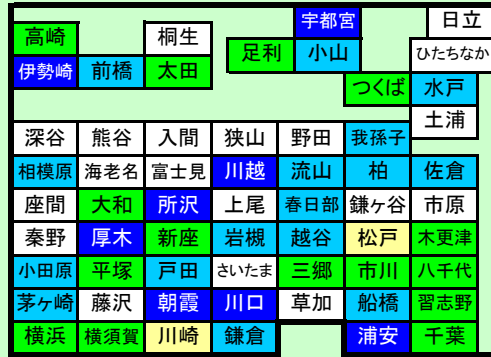 宇都宮 日立
高崎 桐生 足利 小山 ひたちなか
伊勢崎 前橋 太田 つくば 水戸
土浦
深谷 熊谷 入間 狭山 野田 我孫子
相模原 海老名 富士見 川越 流山 柏 佐倉
座間 大和 所沢 上尾 春日部 鎌ヶ谷 市原
秦野 厚木 新座 岩槻 越谷 松戸 木更津
小田原 平塚 戸田 さいたま 三郷 市川 八千代
茅ヶ崎 藤沢 朝霞 川口 草加 船橋 習志野
横浜 横須賀 川崎 鎌倉 浦安 千葉